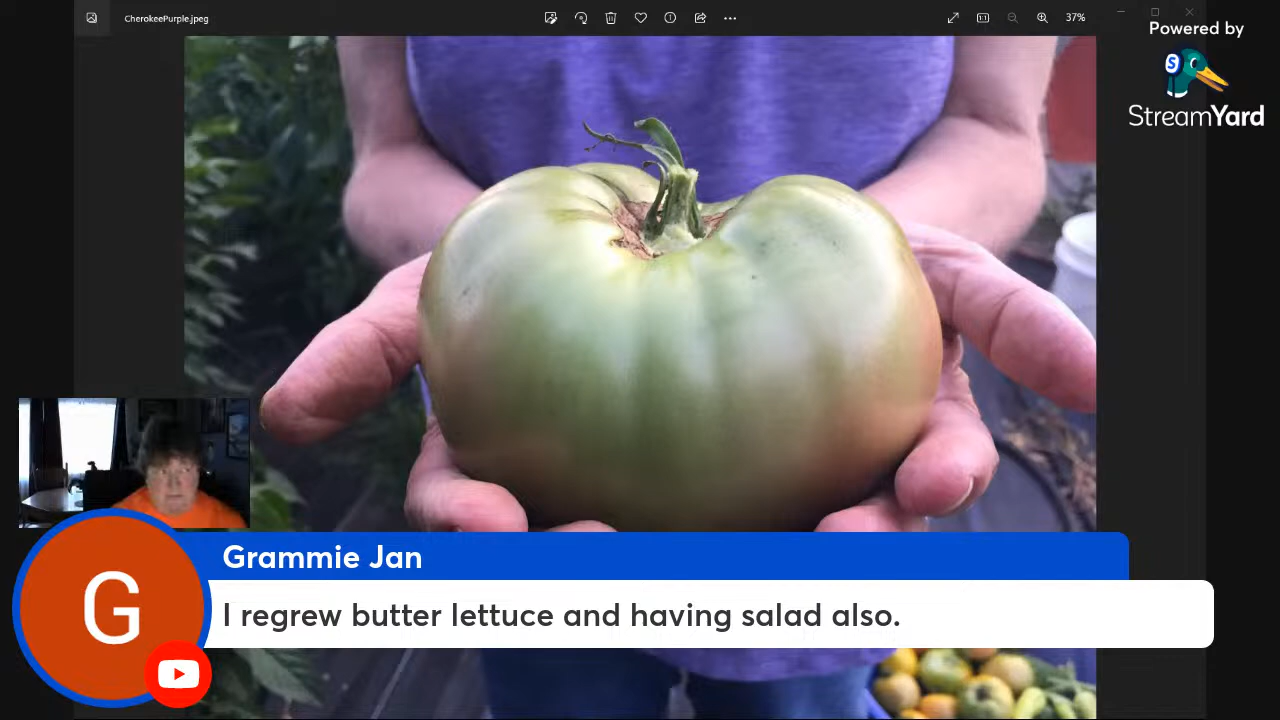 CherokeePurple.jpeg
37%
Powered by
S
StreamYard
Grammie Jan
G
I regrew butter lettuce and having salad also.